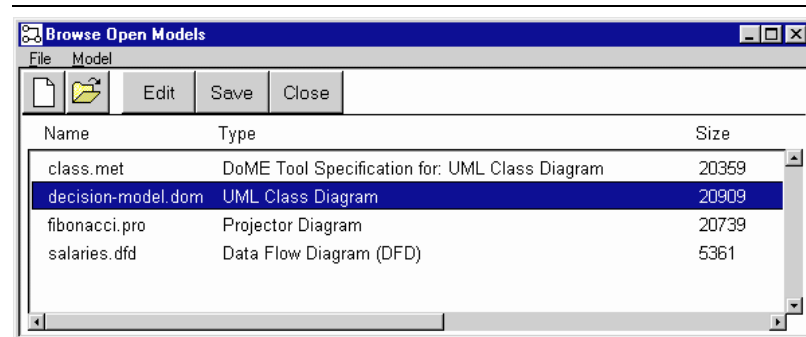 Browse Open Models
File Model
Edit Save Close
Name Type Size
class.met DoME Tool Specification for: UML Class Diagram 20359
decision-model.dom UML Class Diagram 20909
fibonacci.pro Projector Diagram 20739
salaries.dfd Data Flow Diagram (DFD) 5361